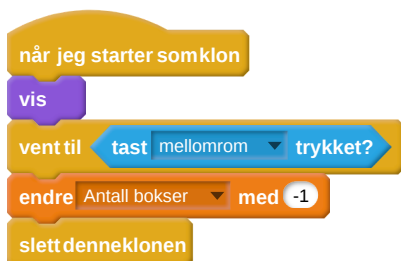 når jeg starter som klon
vis
vent til tast mellomrom trykket?
endre Antall bokser med -1
slett denne klonen